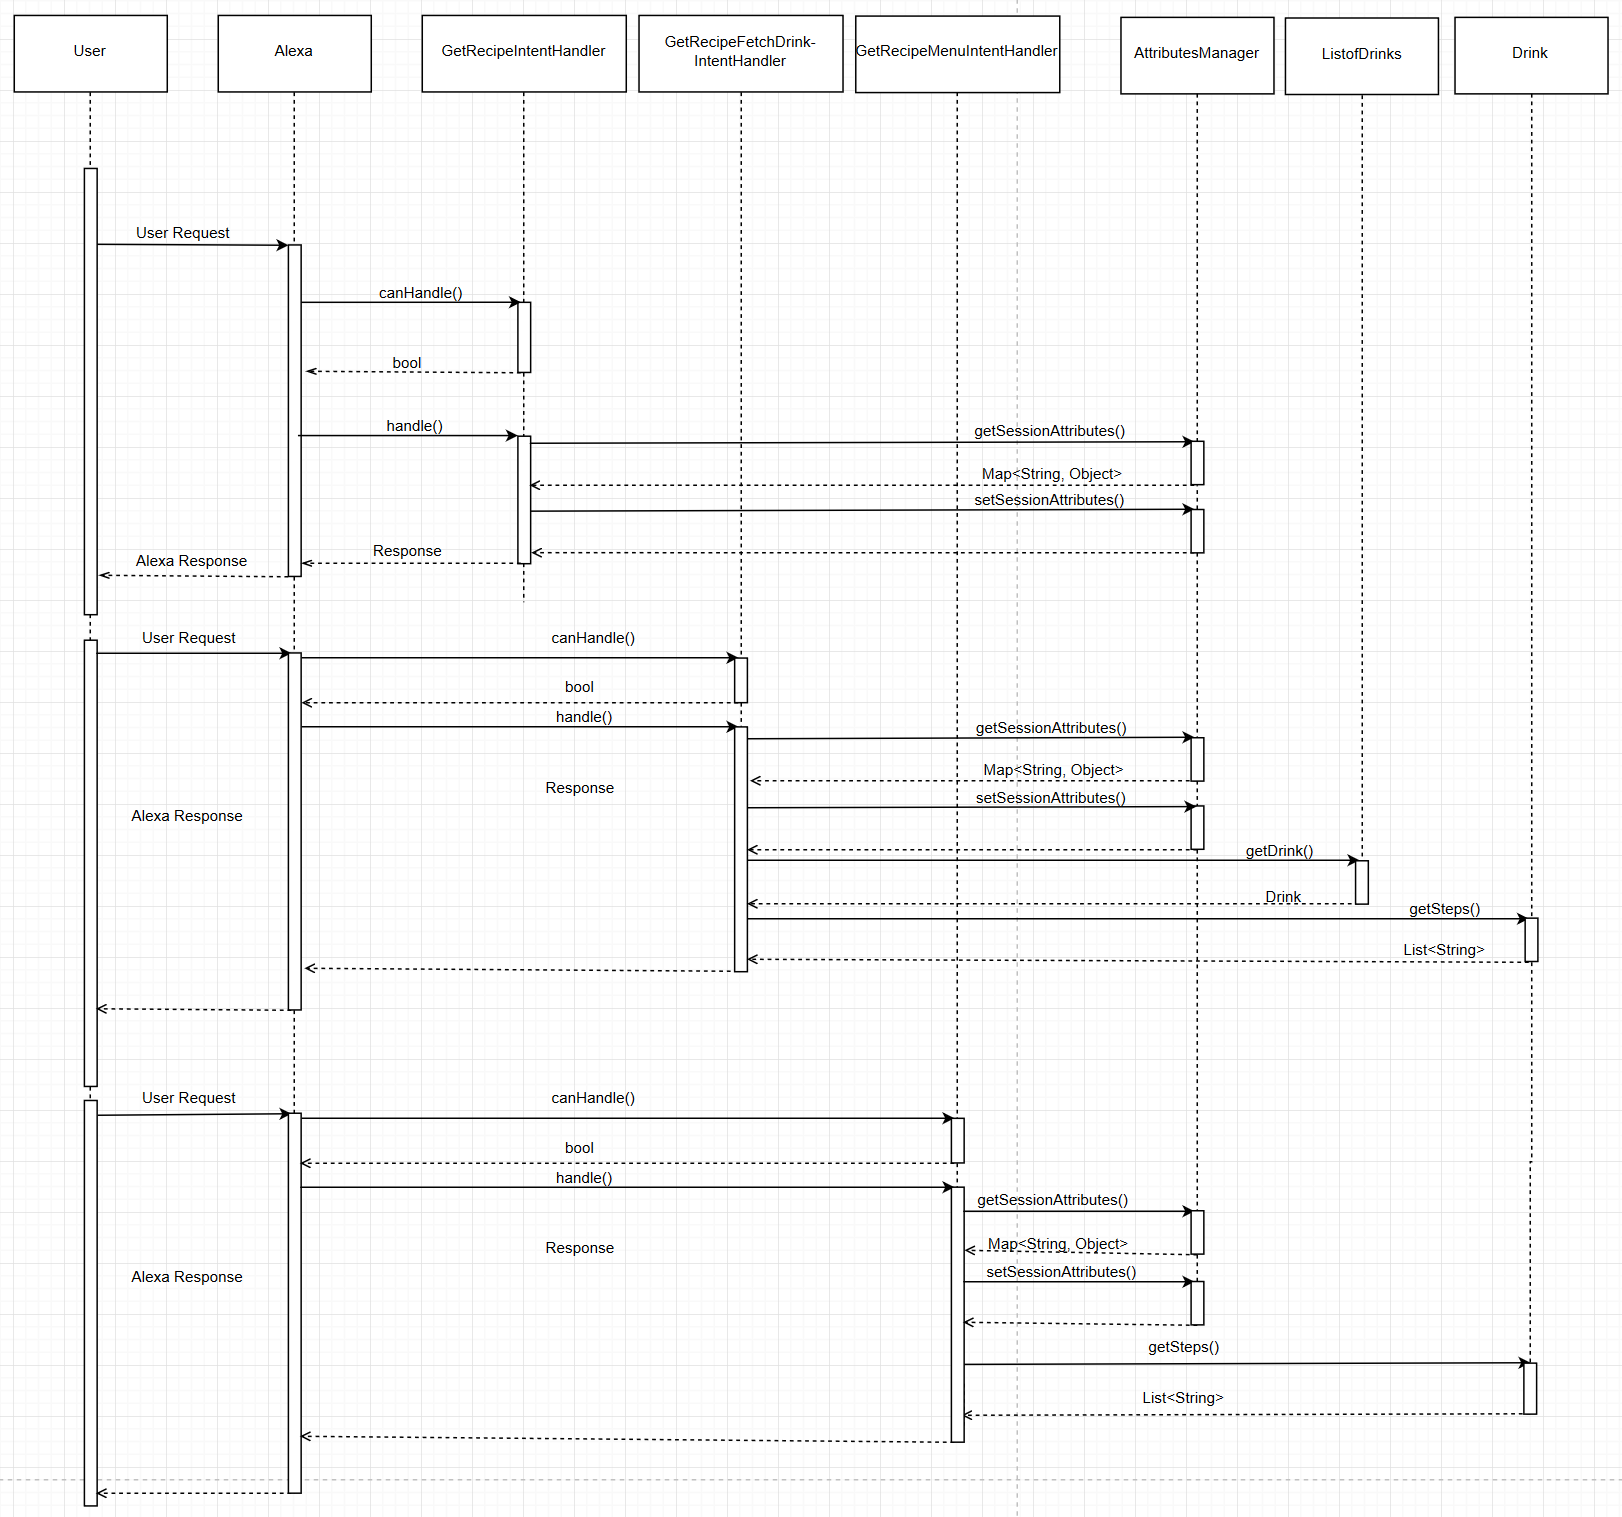 User
Alexa
GetRecipeIntentHandler
GetRecipeFetchDrink-
IntentHandler
GetRecipeMenuIntentHandler
AttributesManager
ListofDrinks
Drink
User Request
canHandle()
bool
handle()
getSessionAttributes()
Map<String, Object>
setSessionAttributes()
Response
Alexa Response
User Request
canHandle()
bool
handle()
getSessionAttributes()
Map<String, Object>
Response
setSessionAttributes()
Alexa Response
getDrink()
Drink
getSteps()
List<String>
User Request
canHandle()
bool
handle()
getSessionAttributes()
Map<String, Object>
Response
setSessionAttributes()
Alexa Response
getSteps()
List<String>